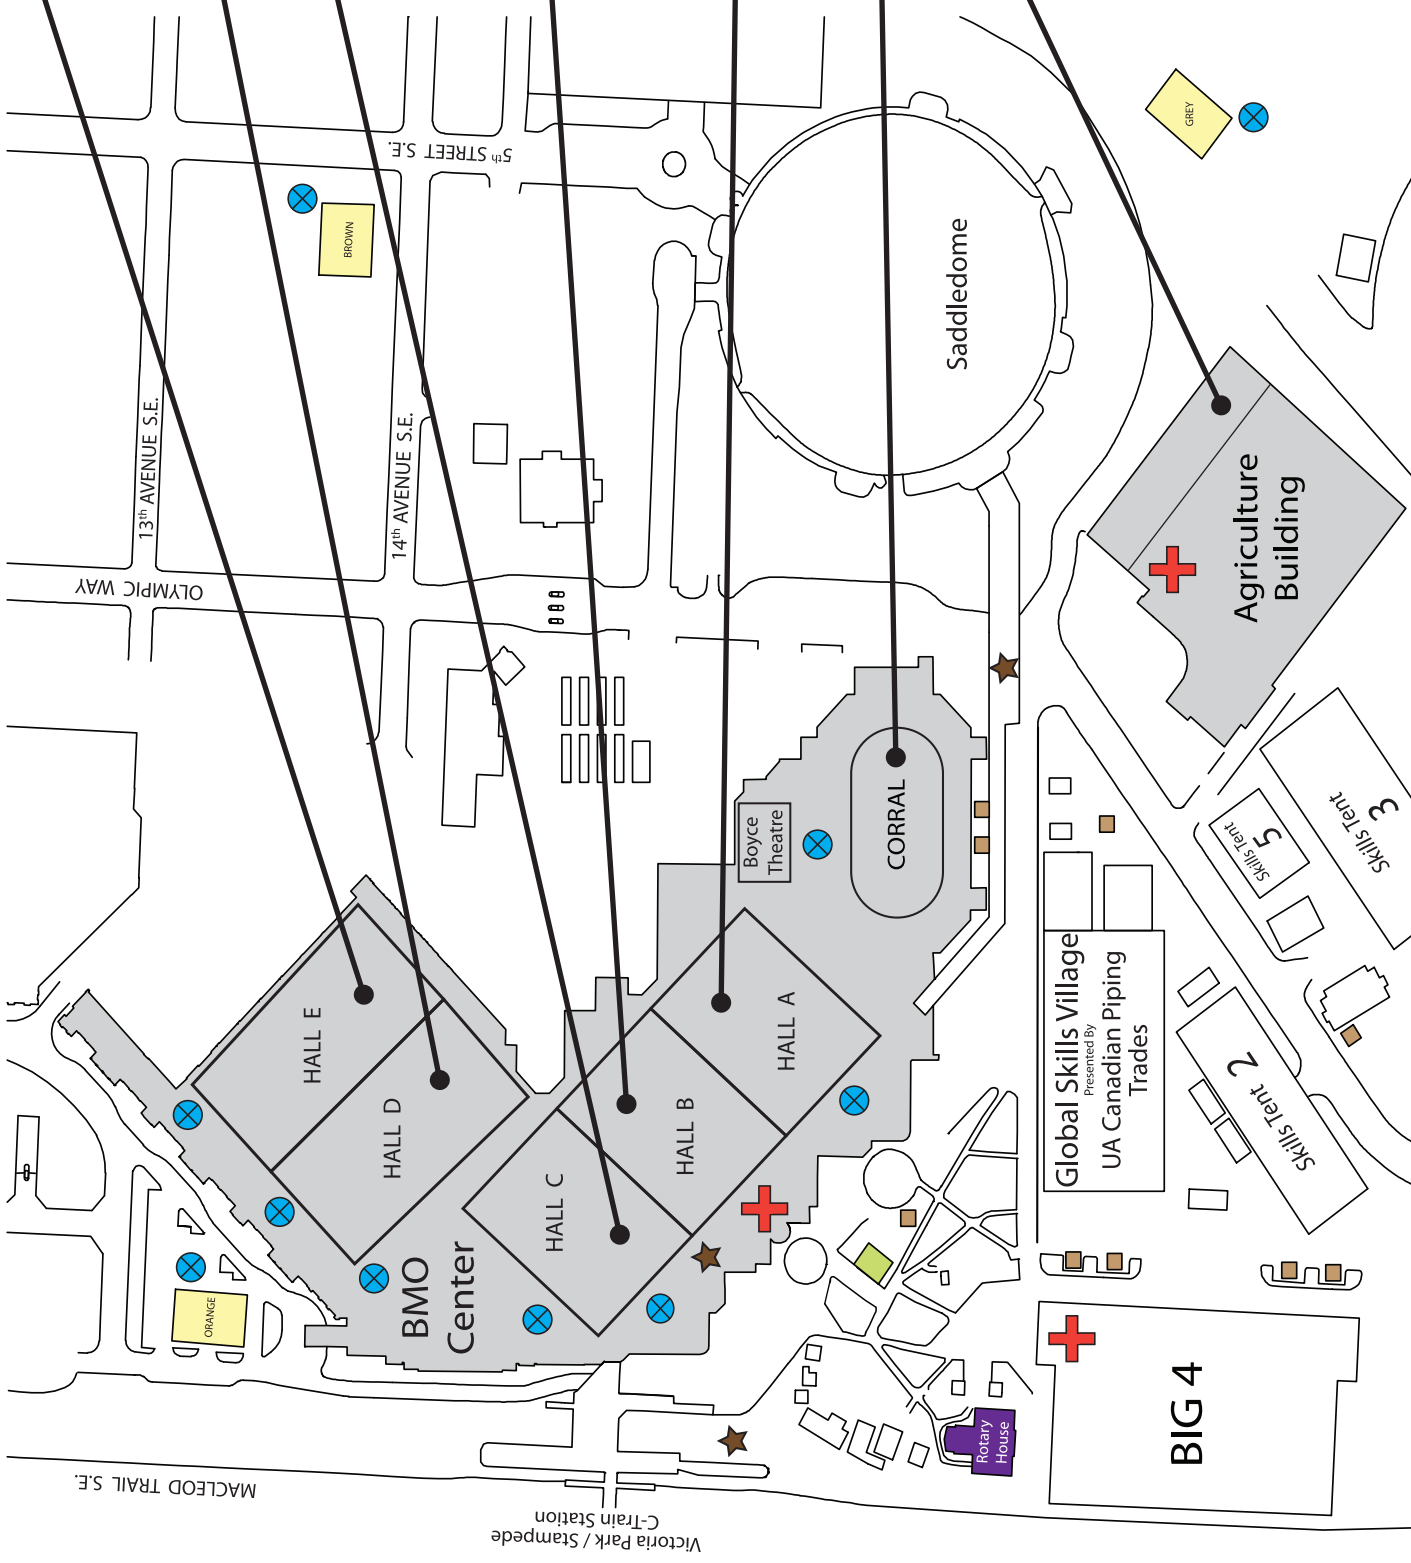 5th STREET S.E.
GREY
BROWN
Saddledome
13th AVENUE S.E.
14th AVENUE S.E.
OLYMPIC WAY
Agriculture
Building
Boyce
Theatre
CORRAL
Skills Tent
5
Skills Tent
3
HALL E
HALL D
HALL C
HALL B
HALL A
Global Skills Village
Presented By
UA Canadian Piping
Trades
Skills Tent
2
BMO
Center
ORANGE
Rotary
House
BIG 4
MACLEOD TRAIL S.E.
Victoria Park / Stampede
C-Train Station